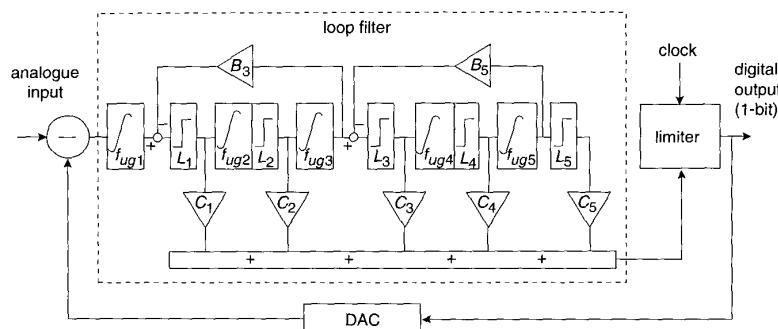 loop filter
analogue
input
clock
digital
output
(1-bit)
B3
B5
−
−
−
+
+
fug1
L1
fug2
L2
fug3
L3
fug4
L4
fug5
L5
limiter
C1
C2
C3
C4
C5
+ + + +
DAC